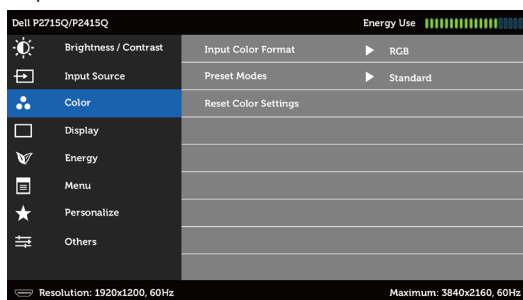 Dell P2715Q/P2415Q Energy Use
Brightness / Contrast Input Color Format RGB
Input Source Preset Modes Standard
Color Reset Color Settings
Display
Energy
Menu
Personalize
Others
Resolution: 1920x1200, 60Hz Maximum: 3840x2160, 60Hz